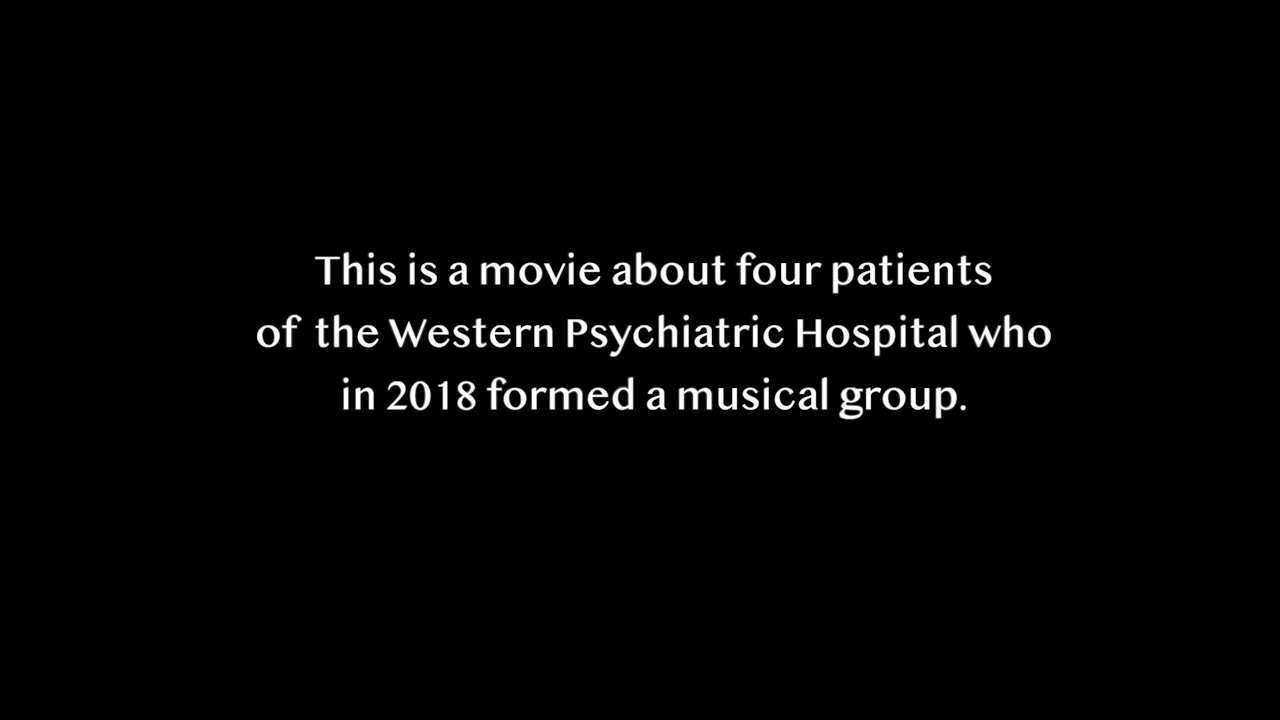 This is a movie about four patients
of the Western Psychiatric Hospital who
in 2018 formed a musical group.